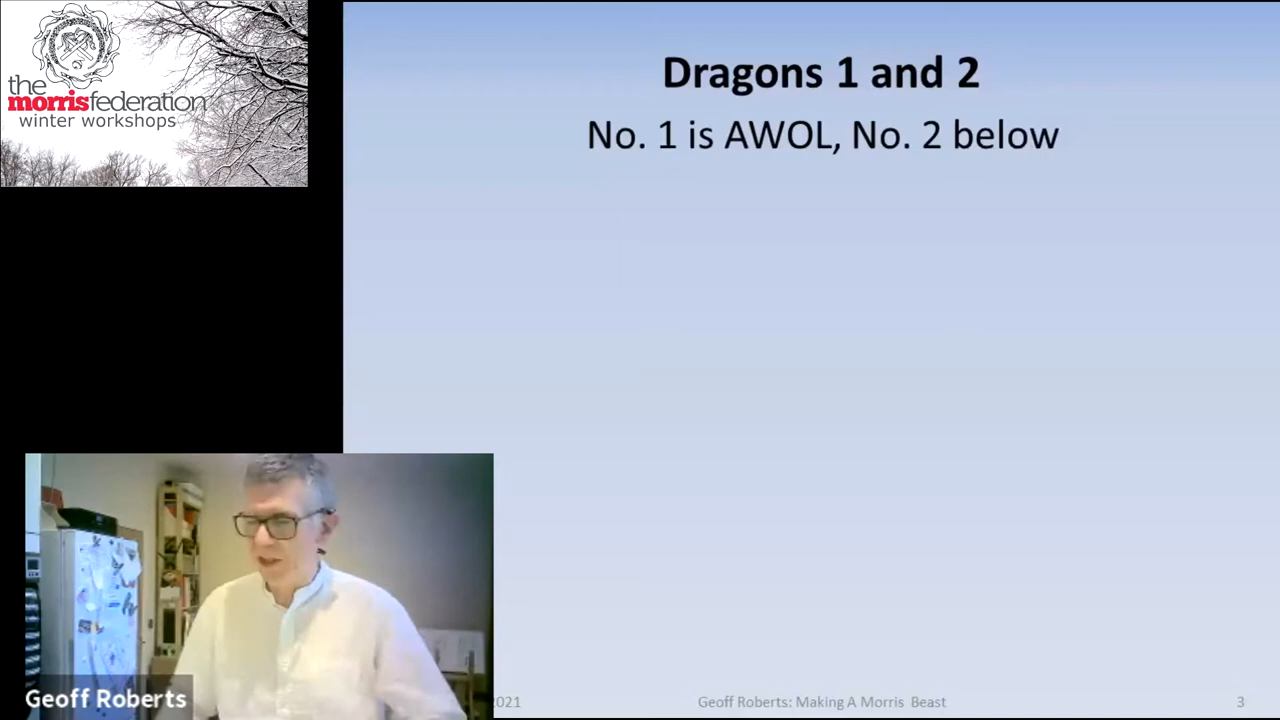 the
morrisfederation
winter workshops
Dragons 1 and 2
No. 1 is AWOL, No. 2 below
Geoff Roberts
2021
Geoff Roberts: Making A Morris Beast
3